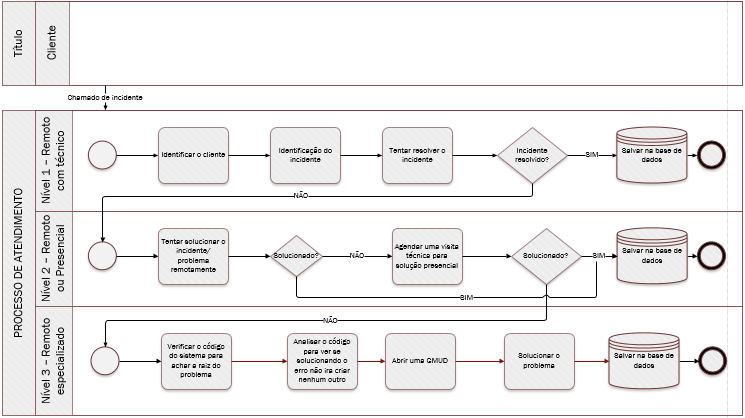 Título
Cliente
Chamado de incidente
PROCESSO DE ATENDIMENTO
Nível 1 – Remoto
com técnico
Identificar o cliente
Identificação do
incidente
Tentar resolver o
incidente
Incidente
resolvido?
SIM
Salvar na base de
dados
NÃO
Nível 2 – Remoto
ou Presencial
Tentar solucionar o
incidente/
problema
remotamente
Solucionado?
NÃO
Agendar uma visita
técnica para
solução presencial
Solucionado?
SIM
Salvar na base de
dados
SIM
NÃO
Nível 3 – Remoto
especializado
Verificar o código
do sistema para
achar a raiz do
problema
Analisar o código
para ver se
solucionando o
erro não ira criar
nenhum outro
Abrir uma GMUD
Solucionar o
problema
Salvar na base de
dados